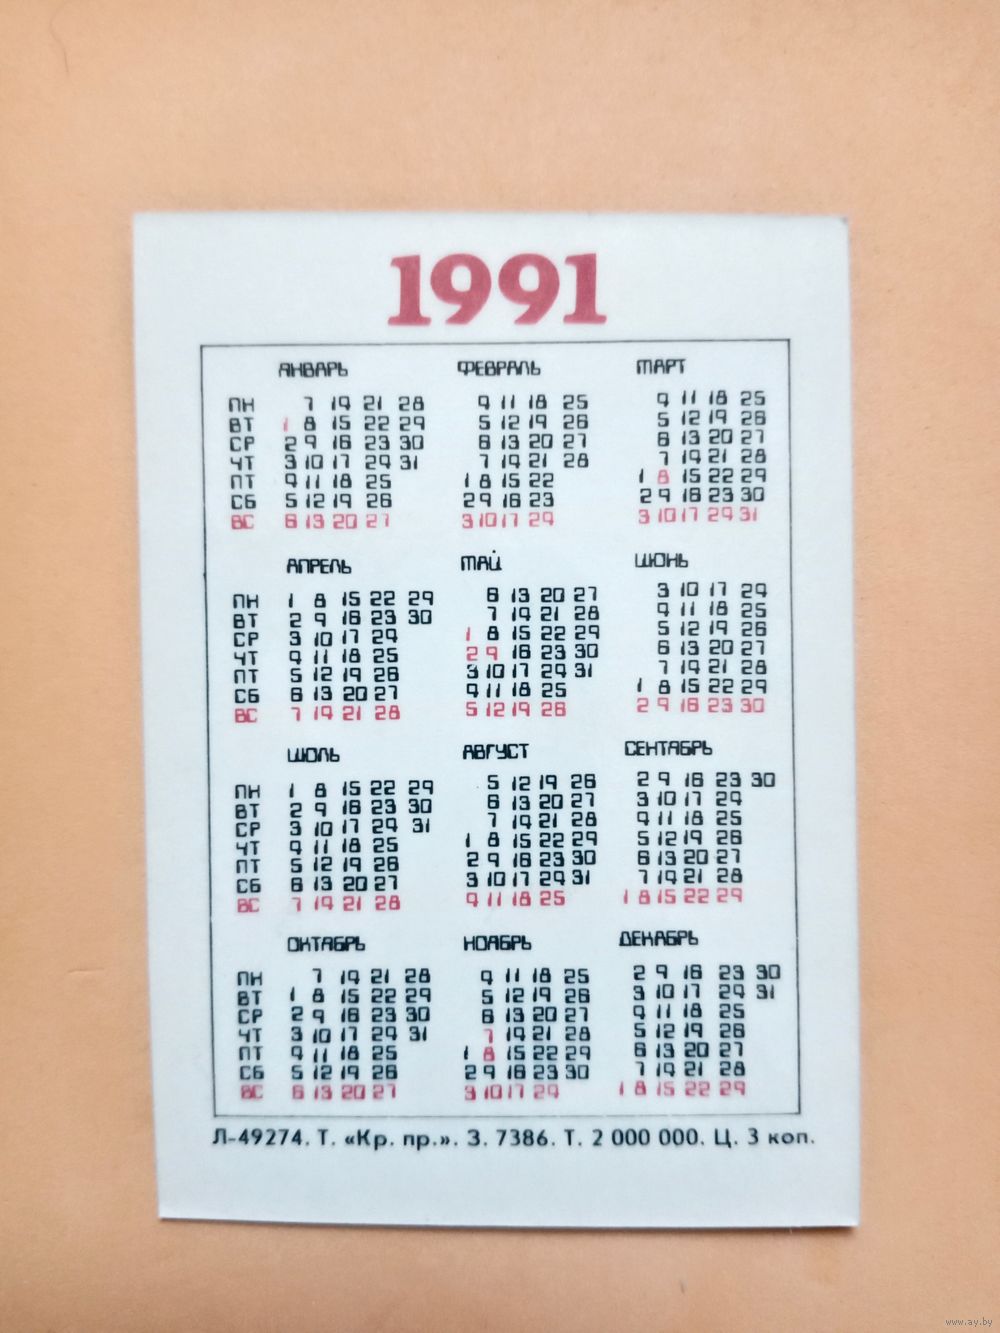 1991
ЯНВАРЬ ФЕВРАЛЬ МАРТ
ПН 7 14 21 28 4 11 18 25 4 11 18 25
ВТ 1 8 15 22 29 5 12 19 26 5 12 19 26
СР 2 9 16 23 30 6 13 20 27 6 13 20 27
ЧТ 3 10 17 24 31 7 14 21 28 7 14 21 28
ПТ 4 11 18 25 1 8 15 22 1 8 15 22 29
СБ 5 12 19 26 2 9 16 23 2 9 16 23 30
ВС 6 13 20 27 3 10 17 24 3 10 17 24 31
АПРЕЛЬ МАЙ ИЮНЬ
ПН 1 8 15 22 29 6 13 20 27 3 10 17 24
ВТ 2 9 16 23 30 7 14 21 28 4 11 18 25
СР 3 10 17 24 1 8 15 22 29 5 12 19 26
ЧТ 4 11 18 25 2 9 16 23 30 6 13 20 27
ПТ 5 12 19 26 3 10 17 24 31 7 14 21 28
СБ 6 13 20 27 4 11 18 25 1 8 15 22 29
ВС 7 14 21 28 5 12 19 26 2 9 16 23 30
ИЮЛЬ АВГУСТ СЕНТЯБРЬ
ПН 1 8 15 22 29 5 12 19 26 2 9 16 23 30
ВТ 2 9 16 23 30 6 13 20 27 3 10 17 24
СР 3 10 17 24 31 7 14 21 28 4 11 18 25
ЧТ 4 11 18 25 1 8 15 22 29 5 12 19 26
ПТ 5 12 19 26 2 9 16 23 30 6 13 20 27
СБ 6 13 20 27 3 10 17 24 31 7 14 21 28
ВС 7 14 21 28 4 11 18 25 1 8 15 22 29
ОКТЯБРЬ НОЯБРЬ ДЕКАБРЬ
ПН 7 14 21 28 4 11 18 25 2 9 16 23 30
ВТ 1 8 15 22 29 5 12 19 26 3 10 17 24 31
СР 2 9 16 23 30 6 13 20 27 4 11 18 25
ЧТ 3 10 17 24 31 7 14 21 28 5 12 19 26
ПТ 4 11 18 25 1 8 15 22 29 6 13 20 27
СБ 5 12 19 26 2 9 16 23 30 7 14 21 28
ВС 6 13 20 27 3 10 17 24 1 8 15 22 29
Л-49274. Т. «Кр. пр.». З. 7386. Т. 2 000 000. Ц. 3 коп.
www.ay.by